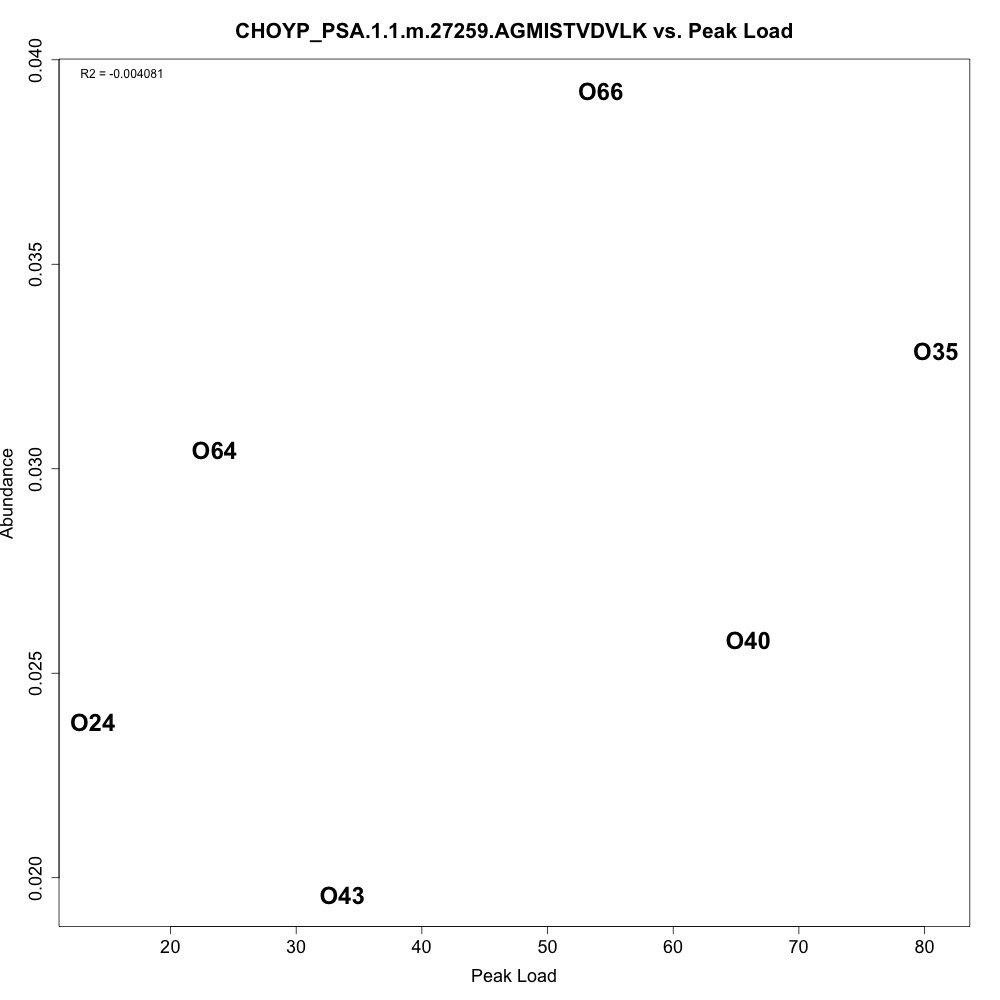 CHOYP_PSA.1.1.m.27259.AGMISTVDVLK vs. Peak Load
R2 = -0.004081
0.040
0.035
0.030
0.025
0.020
Abundance
O66
O35
O64
O40
O24
O43
20 30 40 50 60 70 80
Peak Load